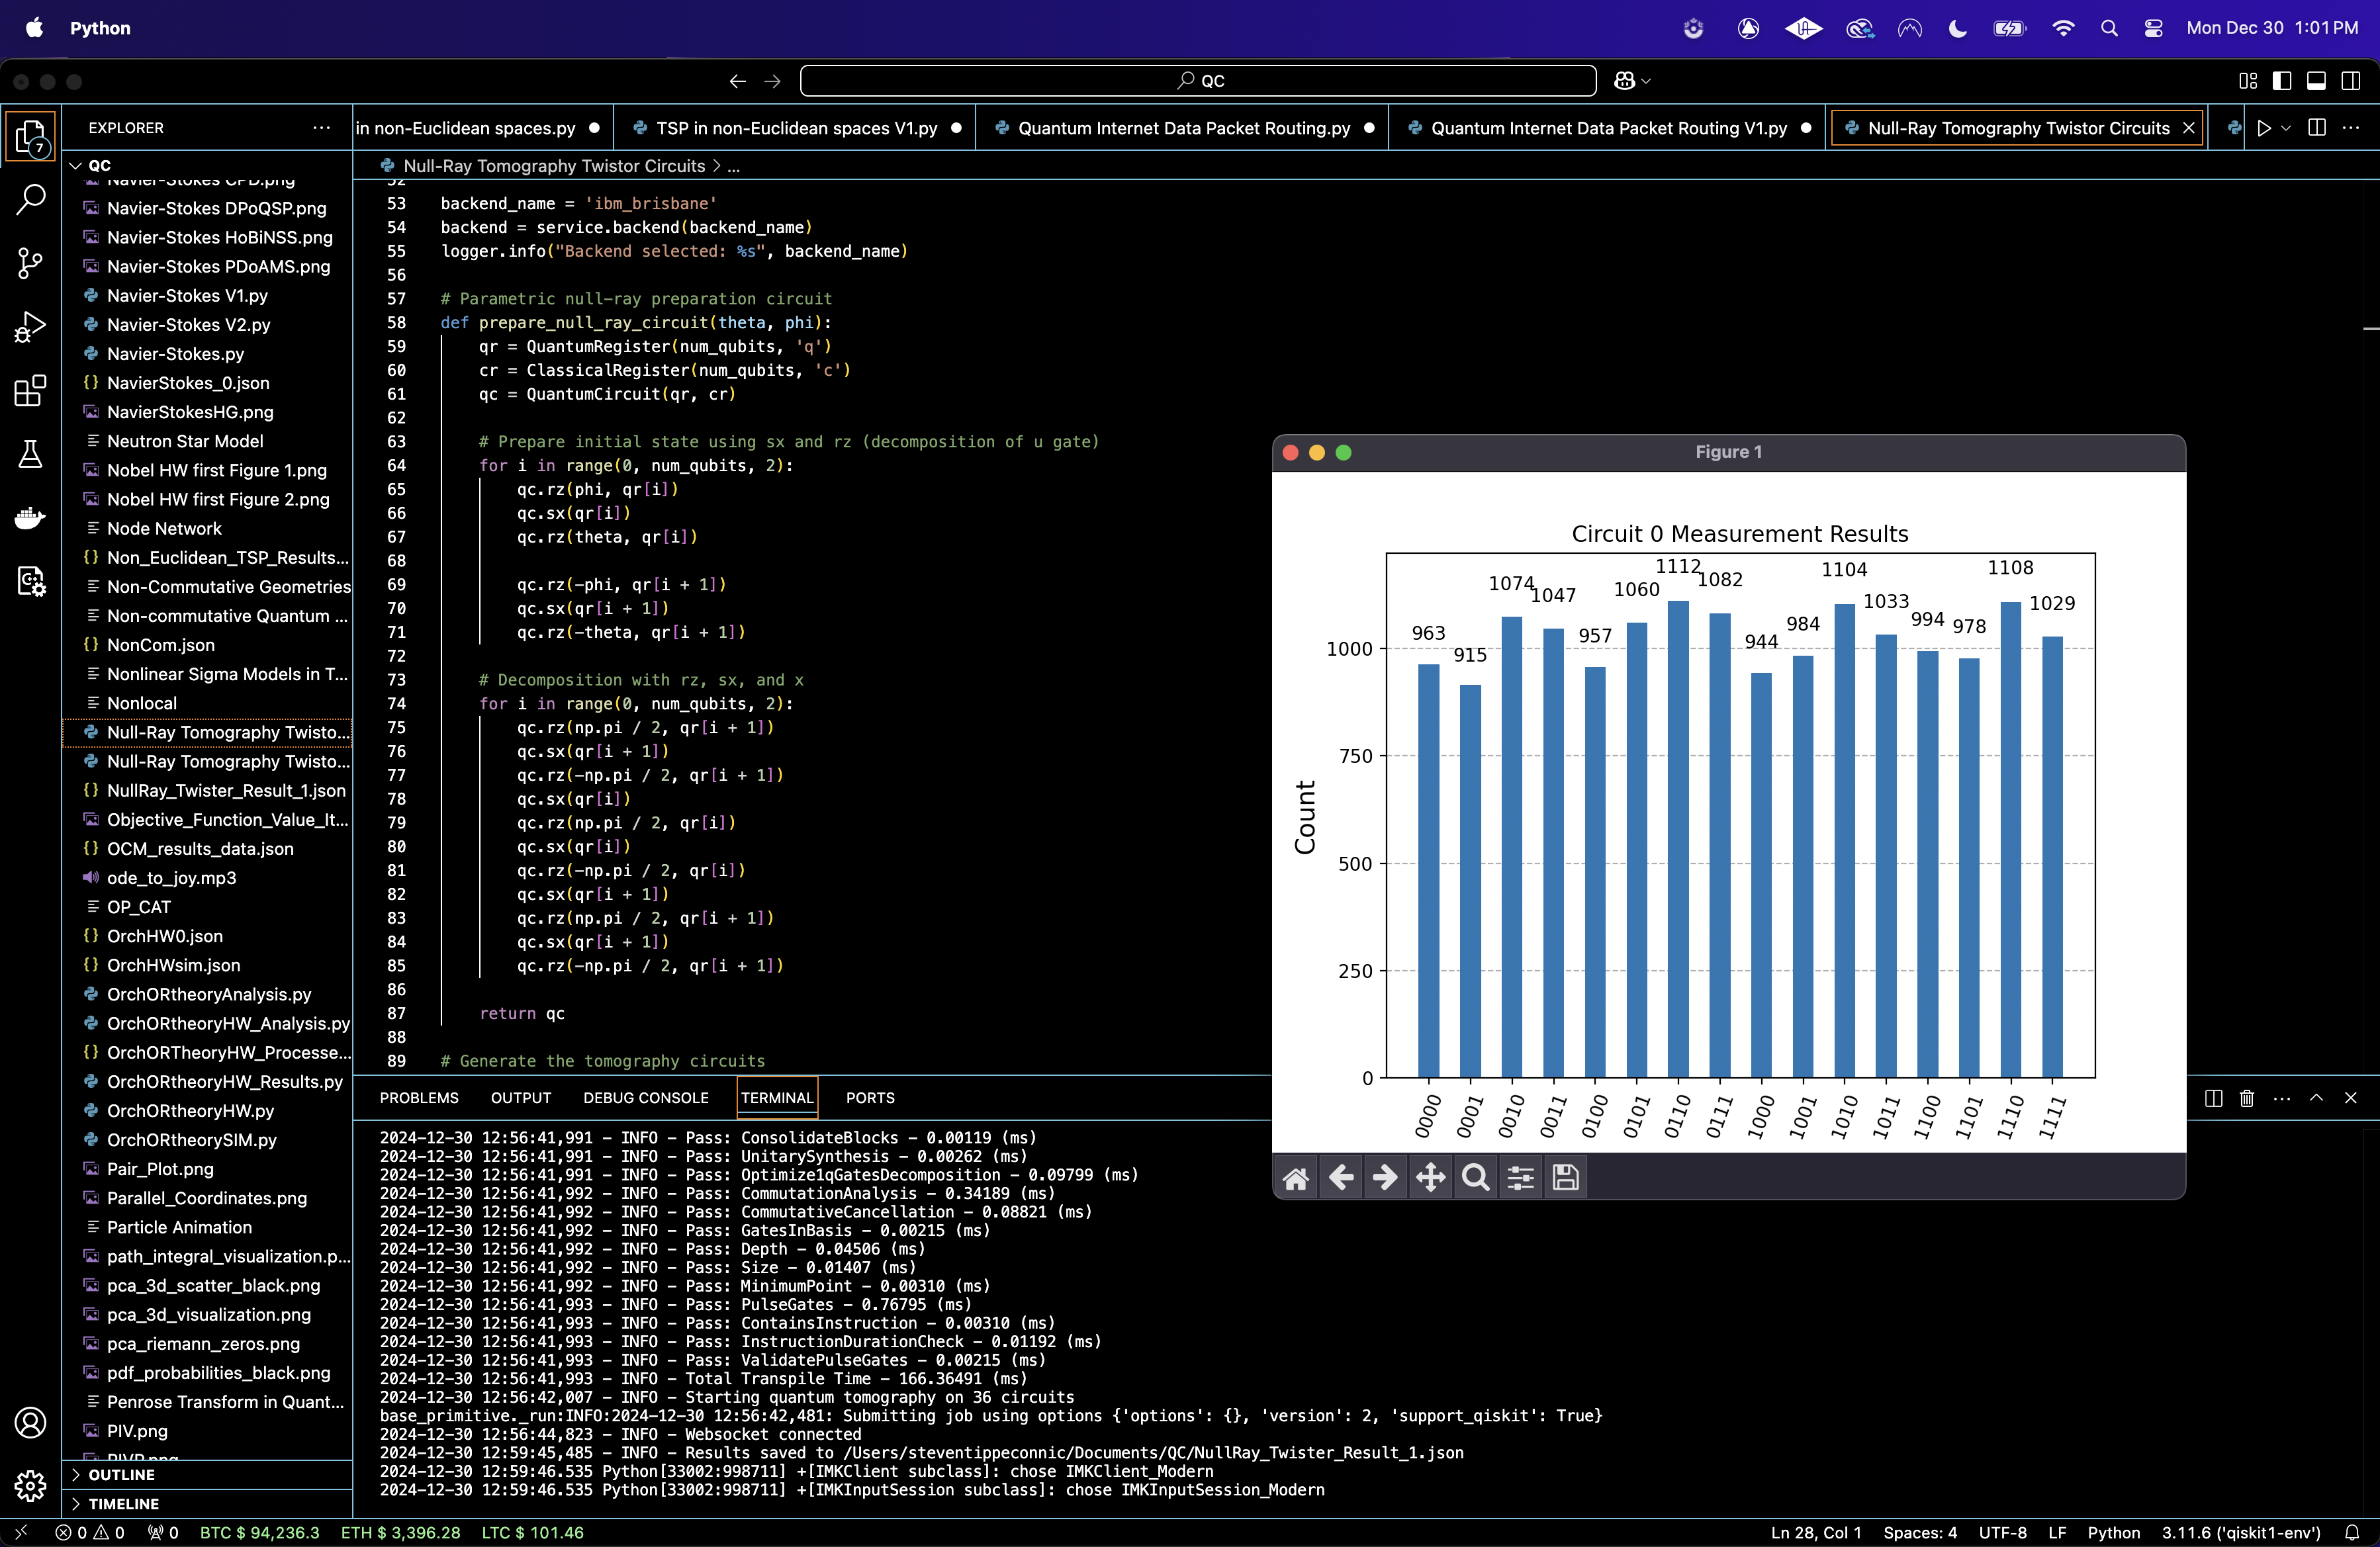 Python
Mon Dec 30 1:01 PM
QC
EXPLORER
in non-Euclidean spaces.py
TSP in non-Euclidean spaces V1.py
Quantum Internet Data Packet Routing.py
Quantum Internet Data Packet Routing V1.py
Null-Ray Tomography Twistor Circuits
7
QC
Navier-Stokes CPD.png
Navier-Stokes DPoQSP.png
Navier-Stokes HoBiNSS.png
Navier-Stokes PDoAMS.png
Navier-Stokes V1.py
Navier-Stokes V2.py
Navier-Stokes.py
{} NavierStokes_0.json
NavierStokesHG.png
Neutron Star Model
Nobel HW first Figure 1.png
Nobel HW first Figure 2.png
Node Network
{} Non_Euclidean_TSP_Results...
Non-Commutative Geometries
Non-commutative Quantum ...
{} NonCom.json
Nonlinear Sigma Models in T...
Nonlocal
Null-Ray Tomography Twisto...
Null-Ray Tomography Twisto...
{} NullRay_Twister_Result_1.json
Objective_Function_Value_It...
{} OCM_results_data.json
ode_to_joy.mp3
OP_CAT
{} OrchHW0.json
{} OrchHWsim.json
OrchORtheoryAnalysis.py
OrchORtheoryHW_Analysis.py
{} OrchORTheoryHW_Processe...
OrchORtheoryHW_Results.py
OrchORtheoryHW.py
OrchORtheorySIM.py
Pair_Plot.png
Parallel_Coordinates.png
Particle Animation
path_integral_visualization.p...
pca_3d_scatter_black.png
pca_3d_visualization.png
pca_riemann_zeros.png
pdf_probabilities_black.png
Penrose Transform in Quant...
PIV.png
OUTLINE
TIMELINE
Null-Ray Tomography Twistor Circuits > ...
52
53 backend_name = 'ibm_brisbane'
54 backend = service.backend(backend_name)
55 logger.info("Backend selected: %s", backend_name)
56
57 # Parametric null-ray preparation circuit
58 def prepare_null_ray_circuit(theta, phi):
59 qr = QuantumRegister(num_qubits, 'q')
60 cr = ClassicalRegister(num_qubits, 'c')
61 qc = QuantumCircuit(qr, cr)
62
63 # Prepare initial state using sx and rz (decomposition of u gate)
64 for i in range(0, num_qubits, 2):
65 qc.rz(phi, qr[i])
66 qc.sx(qr[i])
67 qc.rz(theta, qr[i])
68
69 qc.rz(-phi, qr[i + 1])
70 qc.sx(qr[i + 1])
71 qc.rz(-theta, qr[i + 1])
72
73 # Decomposition with rz, sx, and x
74 for i in range(0, num_qubits, 2):
75 qc.rz(np.pi / 2, qr[i + 1])
76 qc.sx(qr[i + 1])
77 qc.rz(-np.pi / 2, qr[i + 1])
78 qc.sx(qr[i])
79 qc.rz(np.pi / 2, qr[i])
80 qc.sx(qr[i])
81 qc.rz(-np.pi / 2, qr[i])
82 qc.sx(qr[i + 1])
83 qc.rz(np.pi / 2, qr[i + 1])
84 qc.sx(qr[i + 1])
85 qc.rz(-np.pi / 2, qr[i + 1])
86
87 return qc
88
89 # Generate the tomography circuits
Figure 1
Circuit 0 Measurement Results
963 915 1074 1047 957 1060 1112 1082 944 984 1104 1033 994 978 1108 1029
1000
750
500
250
0
Count
0000 0001 0010 0011 0100 0101 0110 0111 1000 1001 1010 1011 1100 1101 1110 1111
PROBLEMS OUTPUT DEBUG CONSOLE TERMINAL PORTS
2024-12-30 12:56:41,991 - INFO - Pass: ConsolidateBlocks - 0.00119 (ms)
2024-12-30 12:56:41,991 - INFO - Pass: UnitarySynthesis - 0.00262 (ms)
2024-12-30 12:56:41,991 - INFO - Pass: Optimize1qGatesDecomposition - 0.09799 (ms)
2024-12-30 12:56:41,992 - INFO - Pass: CommutationAnalysis - 0.34189 (ms)
2024-12-30 12:56:41,992 - INFO - Pass: CommutativeCancellation - 0.08821 (ms)
2024-12-30 12:56:41,992 - INFO - Pass: GatesInBasis - 0.00215 (ms)
2024-12-30 12:56:41,992 - INFO - Pass: Depth - 0.04506 (ms)
2024-12-30 12:56:41,992 - INFO - Pass: Size - 0.01407 (ms)
2024-12-30 12:56:41,992 - INFO - Pass: MinimumPoint - 0.00310 (ms)
2024-12-30 12:56:41,993 - INFO - Pass: PulseGates - 0.76795 (ms)
2024-12-30 12:56:41,993 - INFO - Pass: ContainsInstruction - 0.00310 (ms)
2024-12-30 12:56:41,993 - INFO - Pass: InstructionDurationCheck - 0.01192 (ms)
2024-12-30 12:56:41,993 - INFO - Pass: ValidatePulseGates - 0.00215 (ms)
2024-12-30 12:56:41,993 - INFO - Total Transpile Time - 166.36491 (ms)
2024-12-30 12:56:42,007 - INFO - Starting quantum tomography on 36 circuits
base_primitive._run:INFO:2024-12-30 12:56:42,481: Submitting job using options {'options': {}, 'version': 2, 'support_qiskit': True}
2024-12-30 12:56:44,823 - INFO - Websocket connected
2024-12-30 12:59:45,485 - INFO - Results saved to /Users/steventippeconnic/Documents/QC/NullRay_Twister_Result_1.json
2024-12-30 12:59:46.535 Python[33002:998711] +[IMKClient subclass]: chose IMKClient_Modern
2024-12-30 12:59:46.535 Python[33002:998711] +[IMKInputSession subclass]: chose IMKInputSession_Modern
0 0 0 BTC $ 94,236.3 ETH $ 3,396.28 LTC $ 101.46
Ln 28, Col 1 Spaces: 4 UTF-8 LF Python 3.11.6 ('qiskit1-env')